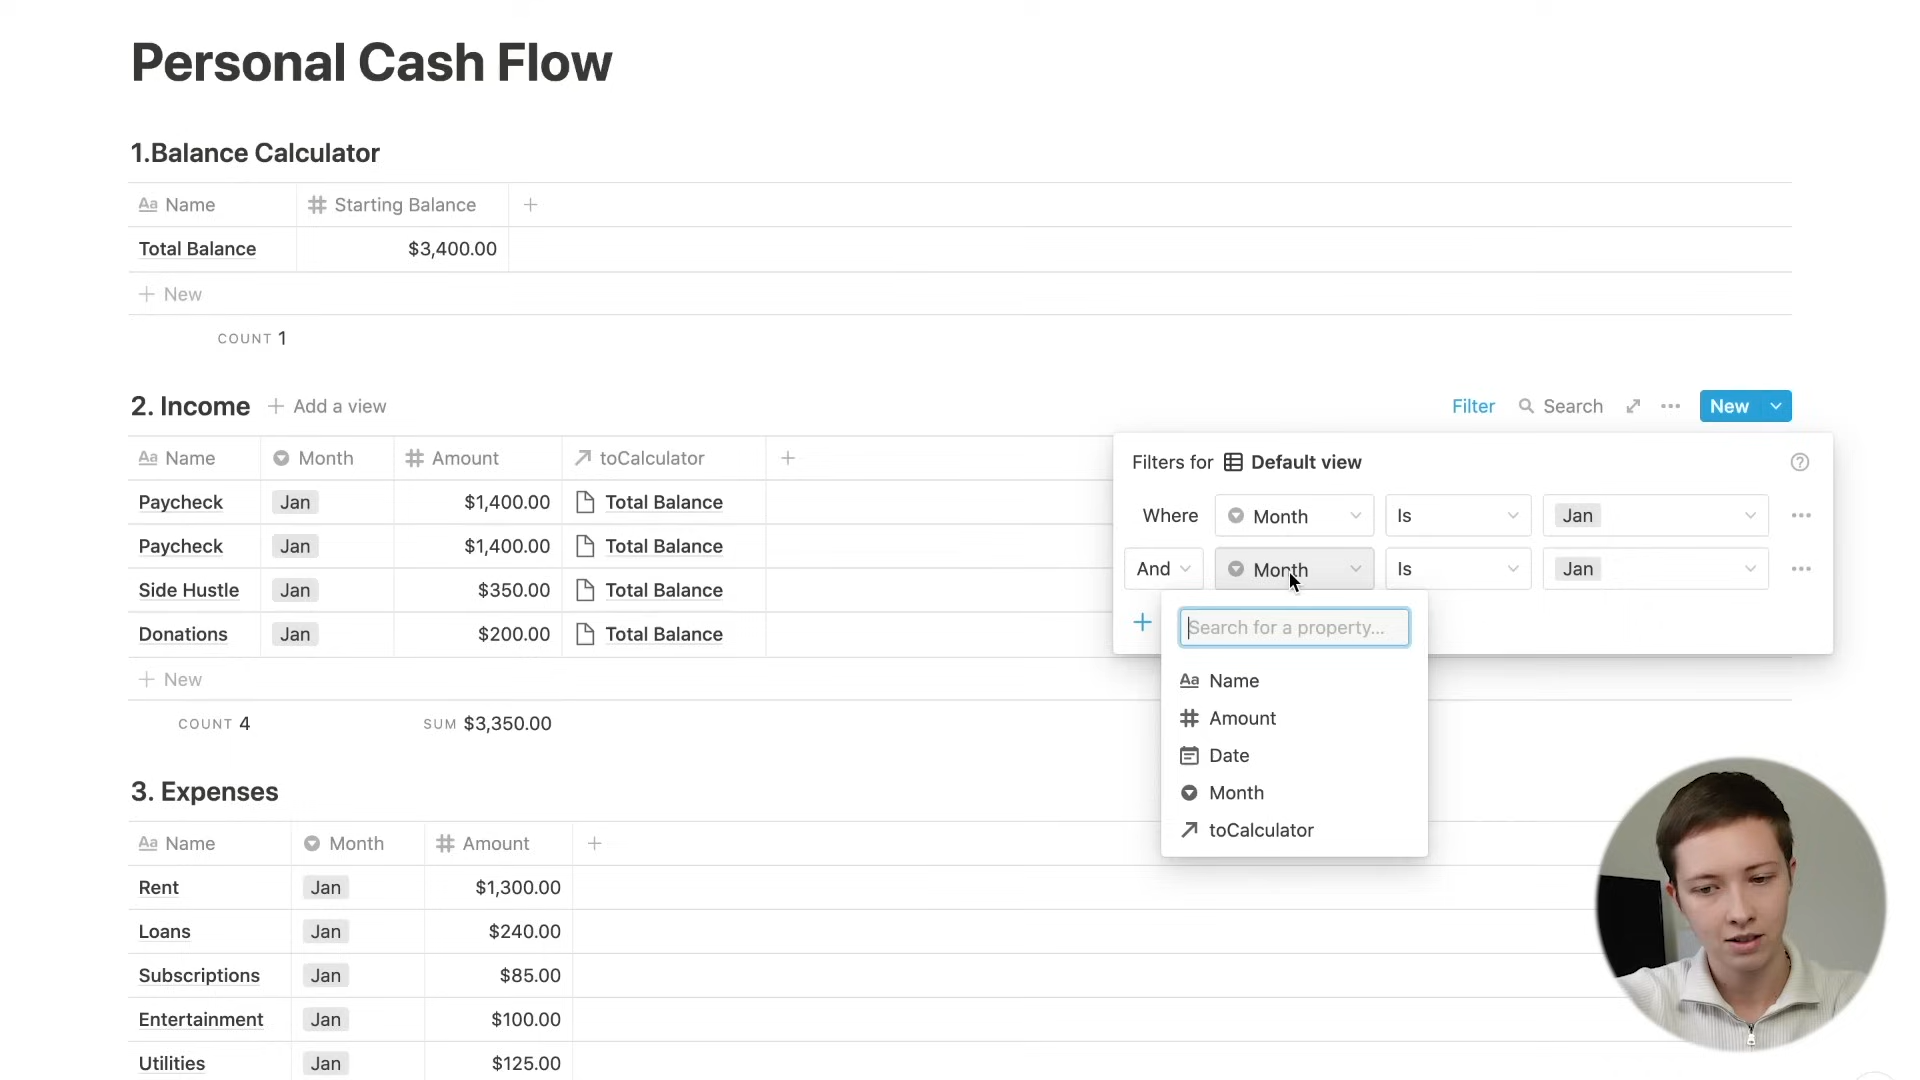 Personal Cash Flow
1.Balance Calculator
Aa Name # Starting Balance +
Total Balance $3,400.00
+ New
COUNT 1
2. Income + Add a view Filter Search New
Aa Name Month # Amount toCalculator +
Paycheck Jan $1,400.00 Total Balance
Paycheck Jan $1,400.00 Total Balance
Side Hustle Jan $350.00 Total Balance
Donations Jan $200.00 Total Balance
+ New
COUNT 4 SUM $3,350.00
Filters for Default view
Where Month Is Jan
And Month Is Jan
+
Search for a property...
Aa Name
# Amount
Date
Month
toCalculator
3. Expenses
Aa Name Month # Amount +
Rent Jan $1,300.00
Loans Jan $240.00
Subscriptions Jan $85.00
Entertainment Jan $100.00
Utilities Jan $125.00